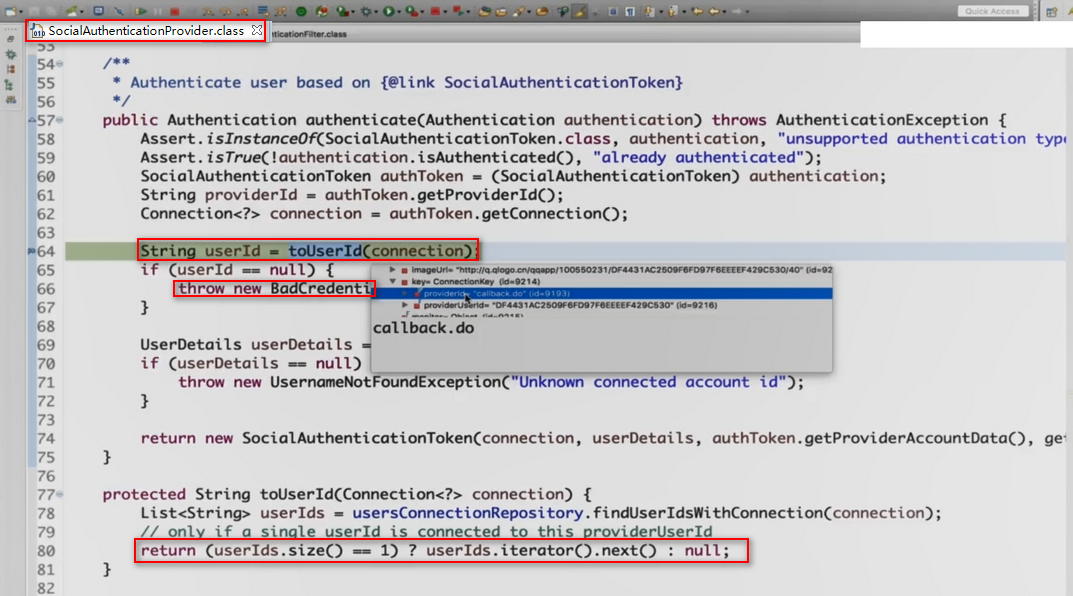 Quick Access
SocialAuthenticationProvider.class
enticationFilter.class
53
54 /**
55 * Authenticate user based on {@link SocialAuthenticationToken}
56 */
57 public Authentication authenticate(Authentication authentication) throws AuthenticationException {
58 Assert.isInstanceOf(SocialAuthenticationToken.class, authentication, "unsupported authentication type
59 Assert.isTrue(!authentication.isAuthenticated(), "already authenticated");
60 SocialAuthenticationToken authToken = (SocialAuthenticationToken) authentication;
61 String providerId = authToken.getProviderId();
62 Connection<?> connection = authToken.getConnection();
63
64 String userId = toUserId(connection);
65 if (userId == null) {
imageUrl= "http://q.qlogo.cn/qqapp/100550231/DF4431AC2509F6FD97F6EEEEF429C530/40" (id=92
key= ConnectionKey (id=9214)
66 throw new BadCredenti
providerId= "callback.do" (id=9193)
67 }
providerUserId= "DF4431AC2509F6FD97F6EEEEF429C530" (id=9216)
monitor= Object (id=9215)
68
callback.do
69 UserDetails userDetails =
70 if (userDetails == null)
71 throw new UsernameNotFoundException("Unknown connected account id");
72 }
73
74 return new SocialAuthenticationToken(connection, userDetails, authToken.getProviderAccountData(), get
75 }
76
77 protected String toUserId(Connection<?> connection) {
78 List<String> userIds = usersConnectionRepository.findUserIdsWithConnection(connection);
79 // only if a single userId is connected to this providerUserId
80 return (userIds.size() == 1) ? userIds.iterator().next() : null;
81 }
82